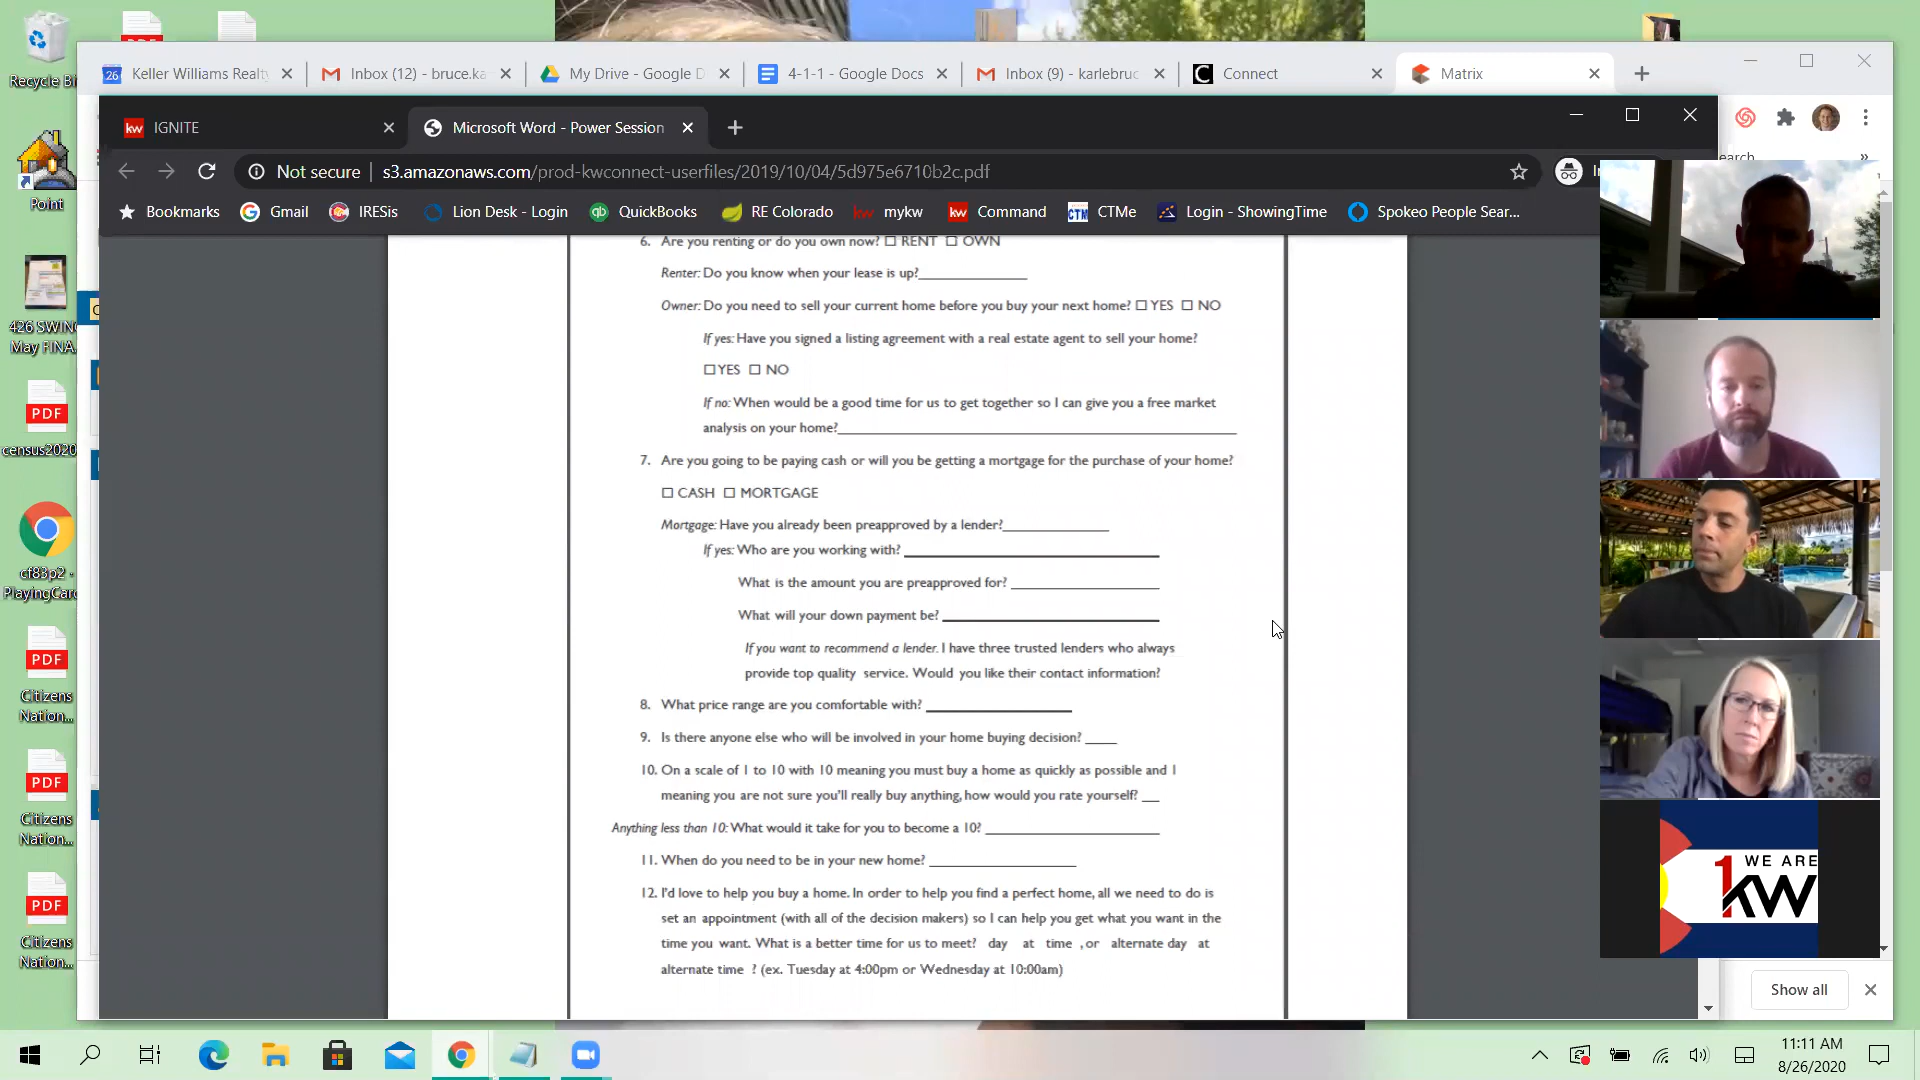 Recycle Bin
Keller Williams Realty
Inbox (12) - bruce.ka
My Drive - Google D
4-1-1 - Google Docs
Inbox (9) - karlebruc
Connect
Matrix
IGNITE
Microsoft Word - Power Session
Not secure
s3.amazonaws.com/prod-kwconnect-userfiles/2019/10/04/5d975e6710b2c.pdf
earch
Bookmarks
Gmail
IRESis
Lion Desk - Login
QuickBooks
RE Colorado
mykw
Command
CTMe
Login - ShowingTime
Spokeo People Sear...
Point
426 SWIN
May FINA
PDF
census2020
cf83p2 -
PlayingCard
PDF
Citizens
Nation...
PDF
Citizens
Nation...
PDF
Citizens
Nation...
6. Are you renting or do you own now? ☐ RENT ☐ OWN
Renter: Do you know when your lease is up?_______________
Owner: Do you need to sell your current home before you buy your next home? ☐ YES ☐ NO
If yes: Have you signed a listing agreement with a real estate agent to sell your home?
☐ YES ☐ NO
If no: When would be a good time for us to get together so I can give you a free market
analysis on your home?_______________
7. Are you going to be paying cash or will you be getting a mortgage for the purchase of your home?
☐ CASH ☐ MORTGAGE
Mortgage: Have you already been preapproved by a lender?_______________
If yes: Who are you working with? _______________
What is the amount you are preapproved for? _______________
What will your down payment be? _______________
If you want to recommend a lender. I have three trusted lenders who always
provide top quality service. Would you like their contact information?
8. What price range are you comfortable with? _______________
9. Is there anyone else who will be involved in your home buying decision? ____
10. On a scale of 1 to 10 with 10 meaning you must buy a home as quickly as possible and 1
meaning you are not sure you'll really buy anything, how would you rate yourself? __
Anything less than 10: What would it take for you to become a 10? _______________
11. When do you need to be in your new home? _______________
12. I'd love to help you buy a home. In order to help you find a perfect home, all we need to do is
set an appointment (with all of the decision makers) so I can help you get what you want in the
time you want. What is a better time for us to meet? day at time , or alternate day at
alternate time ? (ex. Tuesday at 4:00pm or Wednesday at 10:00am)
WE ARE
1kw
Show all
11:11 AM
8/26/2020